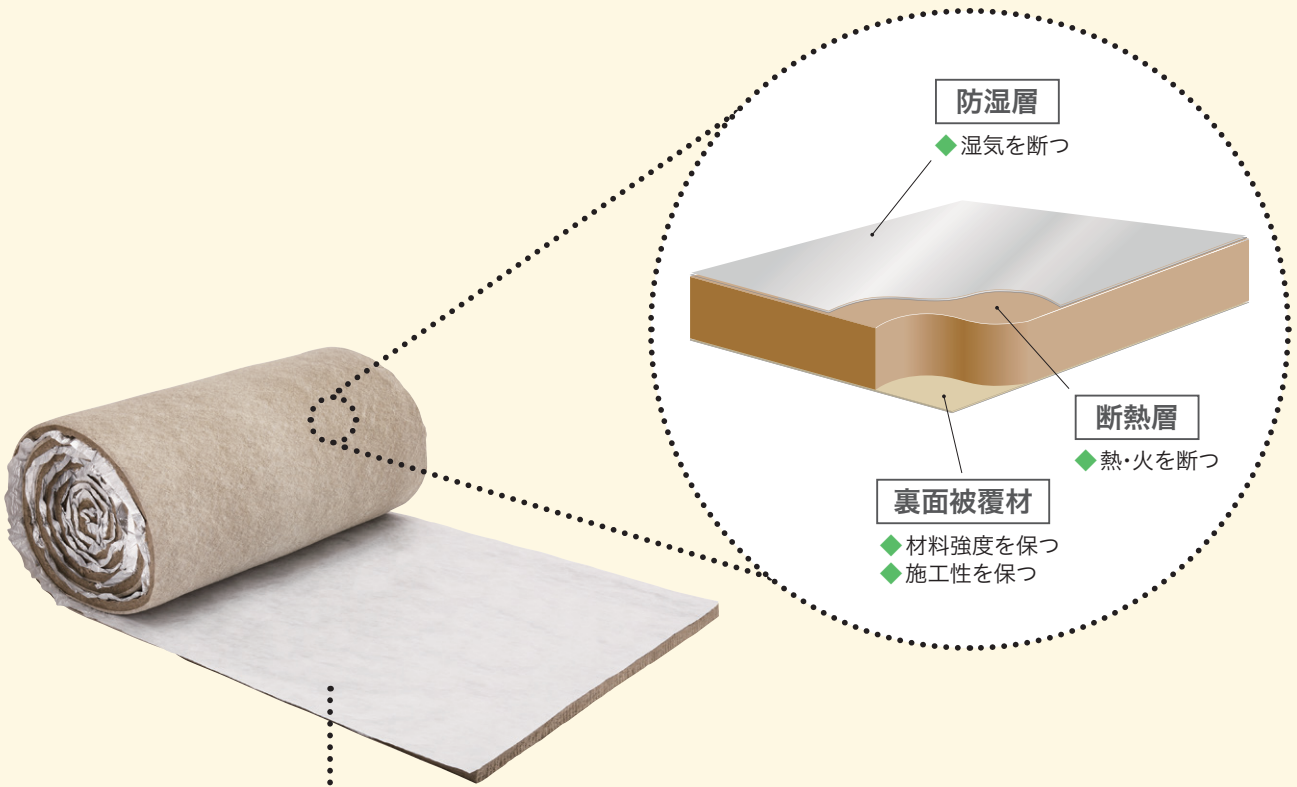 防湿層
◆湿気を断つ
断熱層
◆熱・火を断つ
裏面被覆材
◆材料強度を保つ
◆施工性を保つ